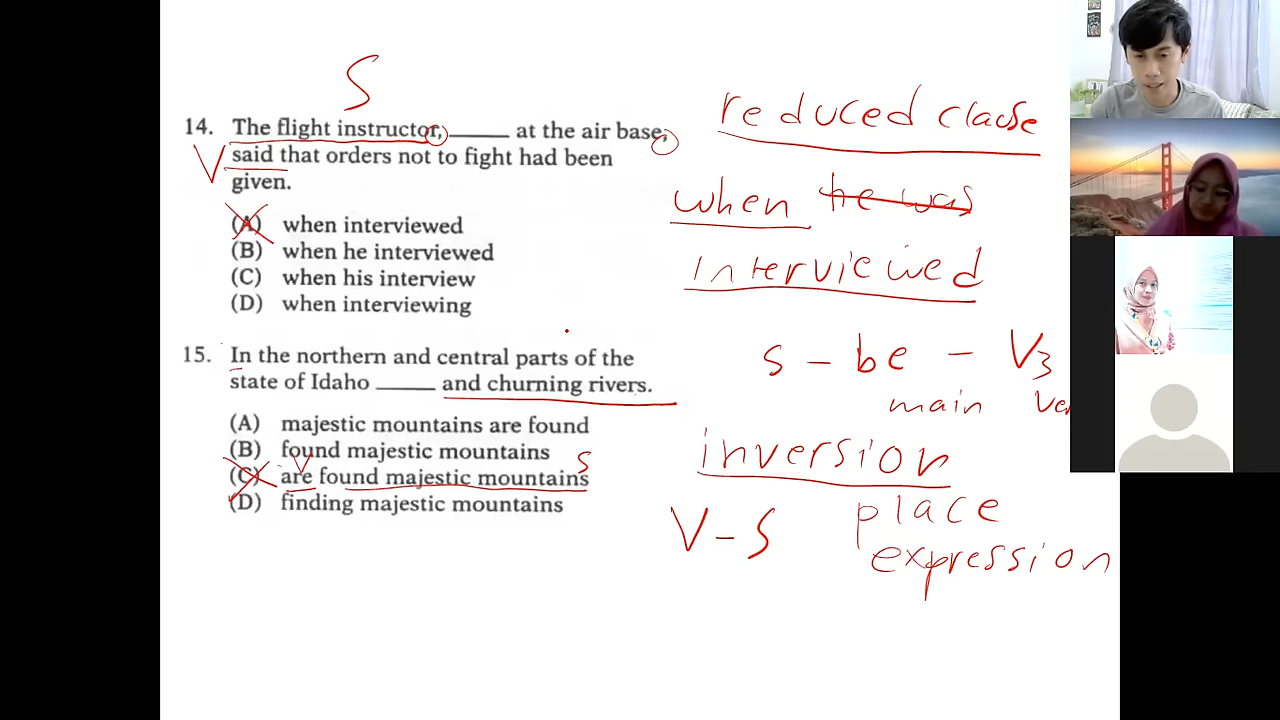 S
14. The flight instructor, ______ at the air base,
V said that orders not to fight had been
given.
(A) when interviewed
(B) when he interviewed
(C) when his interview
(D) when interviewing
15. In the northern and central parts of the
state of Idaho ______ and churning rivers.
(A) majestic mountains are found
(B) found majestic mountains
V S
(C) are found majestic mountains
(D) finding majestic mountains
reduced clause
when he was
interviewed
s - be - V3
main ver
inversion
V - S place
expression